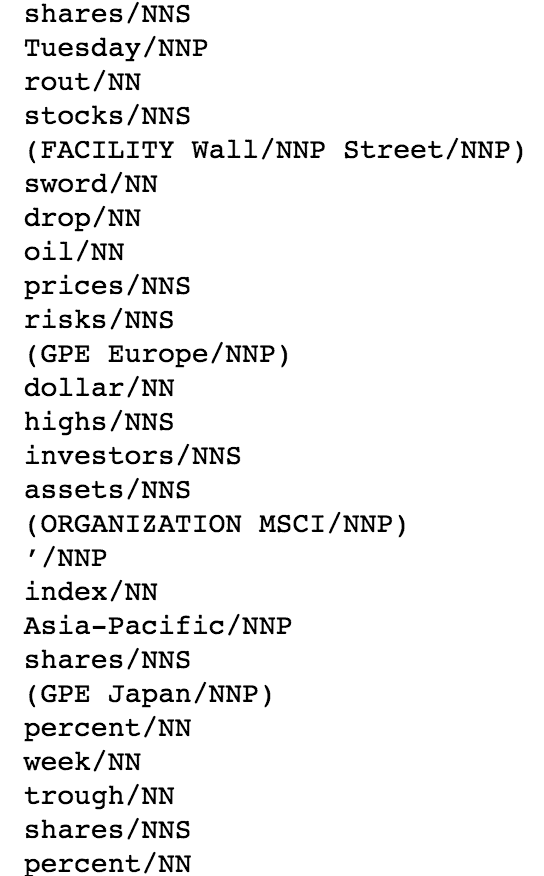 shares/NNS
Tuesday/NNP
rout/NN
stocks/NNS
(FACILITY Wall/NNP Street/NNP)
sword/NN
drop/NN
oil/NN
prices/NNS
risks/NNS
(GPE Europe/NNP)
dollar/NN
highs/NNS
investors/NNS
assets/NNS
(ORGANIZATION MSCI/NNP)
’/NNP
index/NN
Asia-Pacific/NNP
shares/NNS
(GPE Japan/NNP)
percent/NN
week/NN
trough/NN
shares/NNS
percent/NN